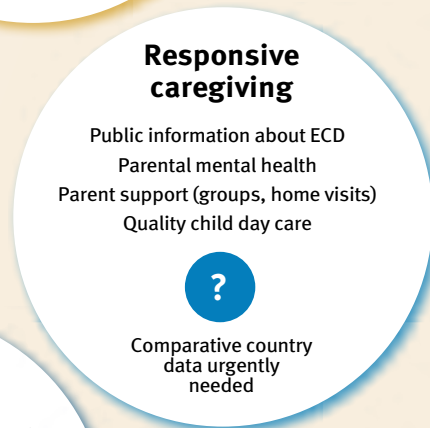 Responsive
caregiving
Public information about ECD
Parental mental health
Parent support (groups, home visits)
Quality child day care
?
Comparative country
data urgently
needed